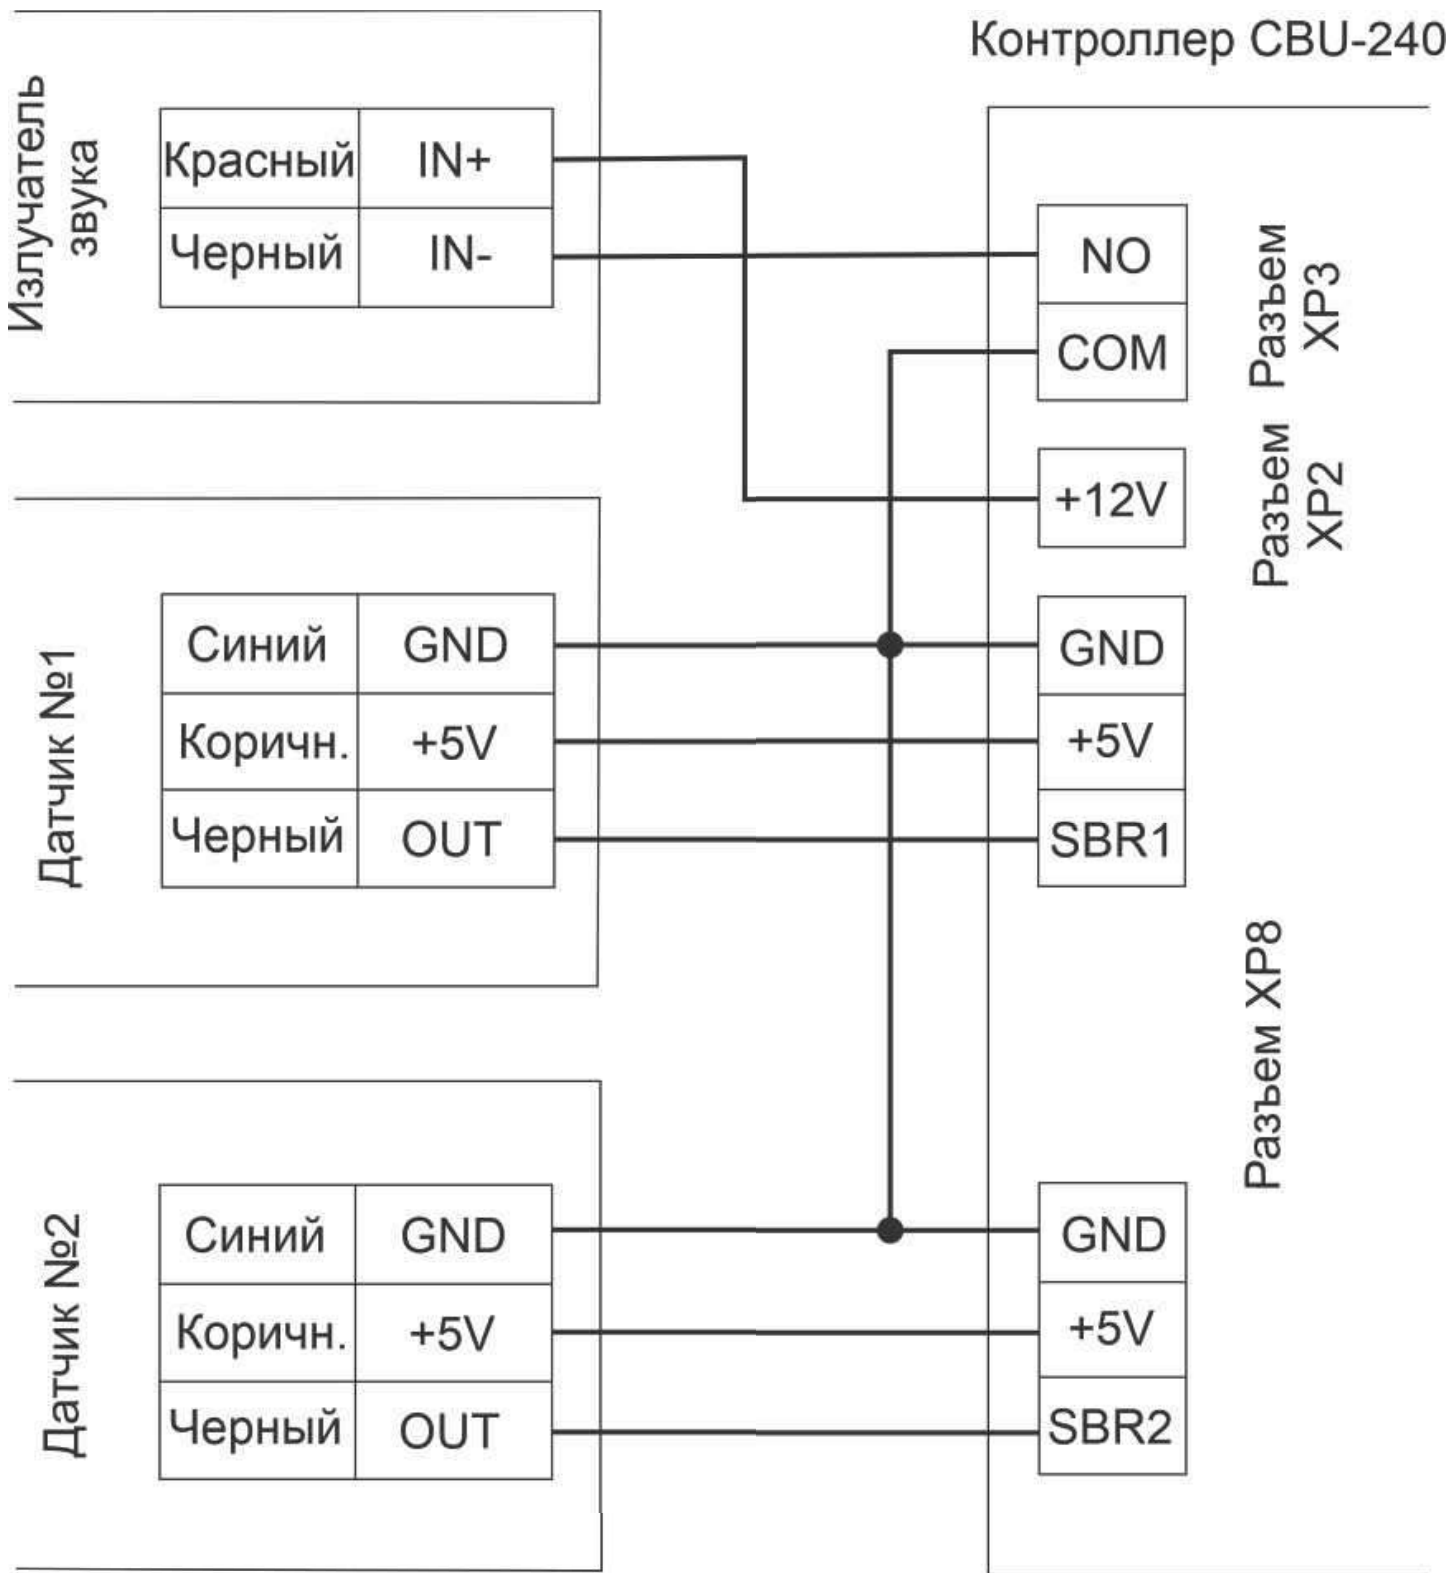 Контроллер CBU-240
Излучатель
звука
Красный IN+
Черный IN-
NO
COM
Разъем
XP3
+12V
Разъем
XP2
Датчик №1
Синий GND
Коричн. +5V
Черный OUT
GND
+5V
SBR1
Разъем XP8
Датчик №2
Синий GND
Коричн. +5V
Черный OUT
GND
+5V
SBR2